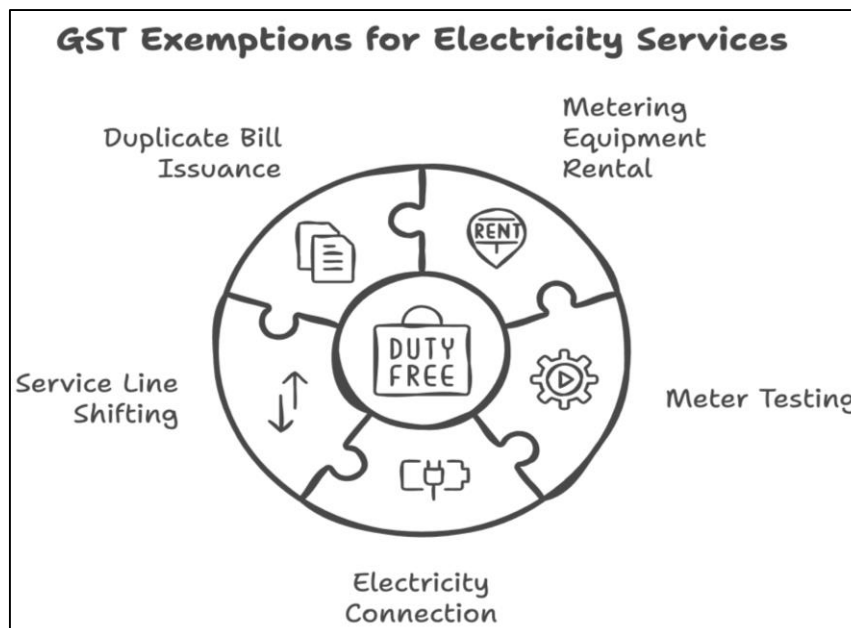 GST Exemptions for Electricity Services
Duplicate Bill
Issuance
Metering
Equipment
Rental
RENT
DUTY
FREE
Service Line
Shifting
Meter Testing
Electricity
Connection